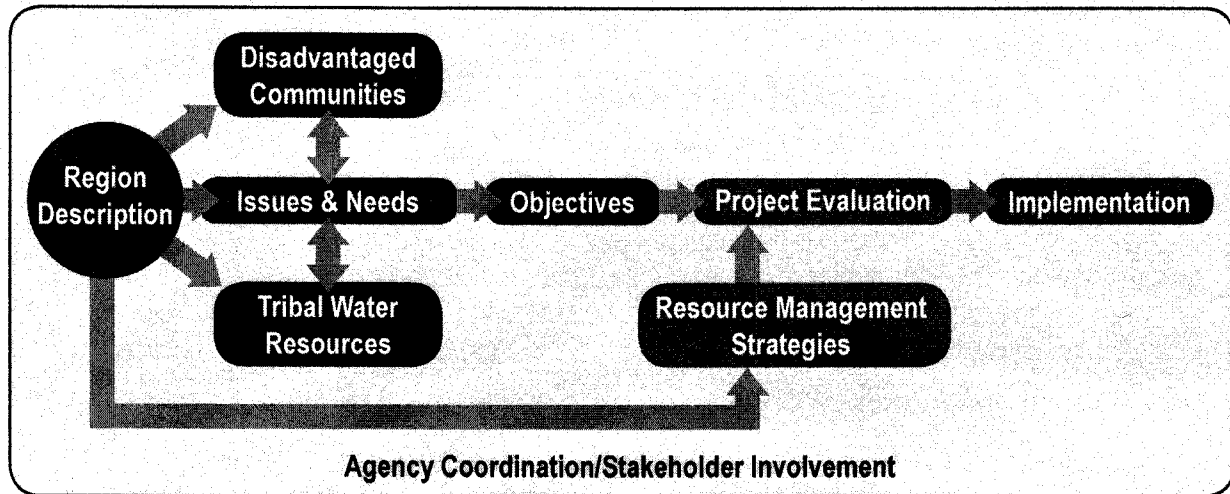 Disadvantaged
Communities
Region
Description
Issues & Needs
Objectives
Project Evaluation
Implementation
Tribal Water
Resources
Resource Management
Strategies
Agency Coordination/Stakeholder Involvement